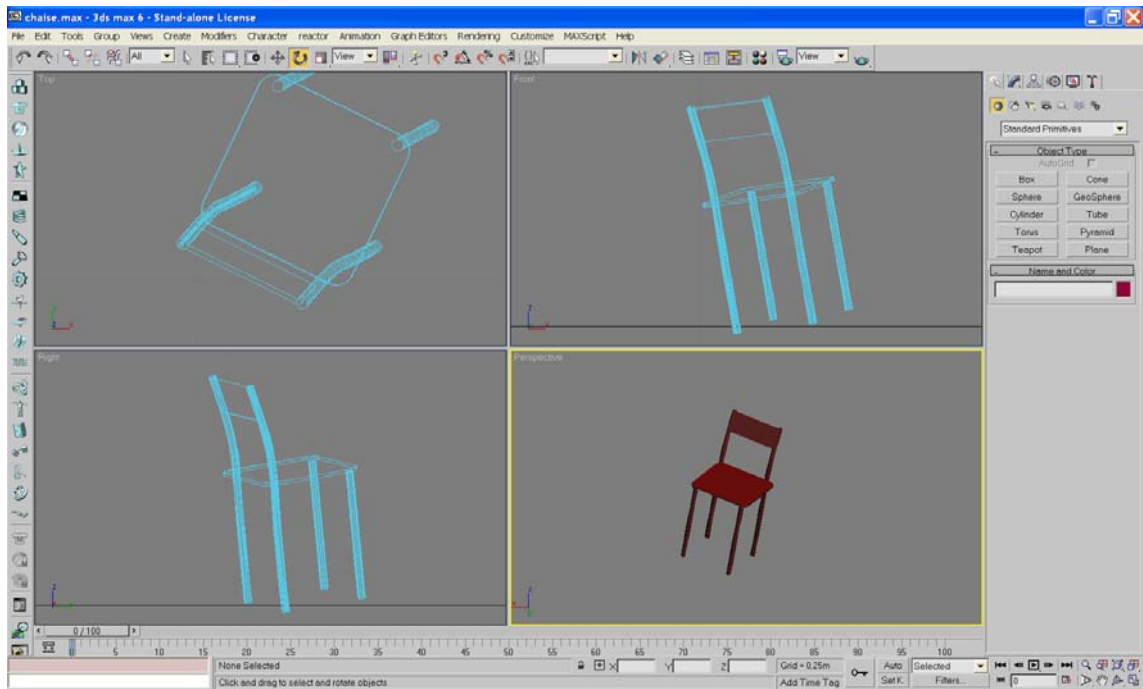 chaise.max - 3ds max 6 - Stand-alone License
File Edit Tools Group Views Create Modifiers Character reactor Animation Graph Editors Rendering Customize MAXScript Help
All View View
Top
Front
Standard Primitives
- Object Type
AutoGrid
Box Cone
Sphere GeoSphere
Cylinder Tube
Torus Pyramid
Teapot Plane
- Name and Color
Right
Perspective
0 / 100
0 5 10 15 20 25 30 35 40 45 50 55 60 65 70 75 80 85 90 95 100
None Selected X Y Z Grid = 0,25m Auto Selected
Click and drag to select and rotate objects Add Time Tag Set K. Filters... 0